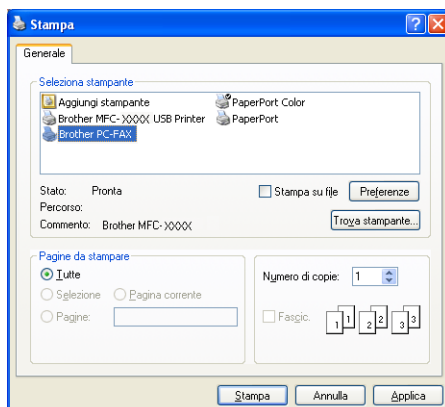 Stampa
Generale
Seleziona stampante
Aggiungi stampante
PaperPort Color
Brother MFC-XXXX USB Printer
PaperPort
Brother PC-FAX
Stato: Pronta
Stampa su file
Preferenze
Percorso:
Commento: Brother MFC-XXXX
Trova stampante...
Pagine da stampare
Tutte
Numero di copie: 1
Selezione
Pagina corrente
Pagine:
Fascic.
1 1 2 2 3 3
Stampa
Annulla
Applica